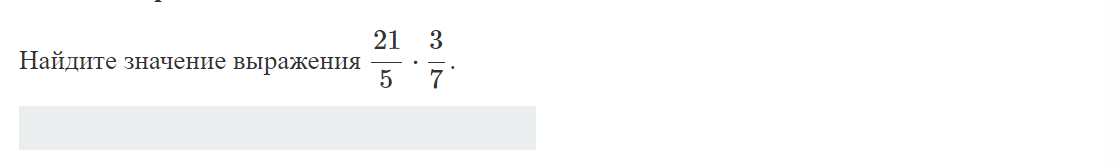 Найдите значение выражения 21/5 · 3/7.